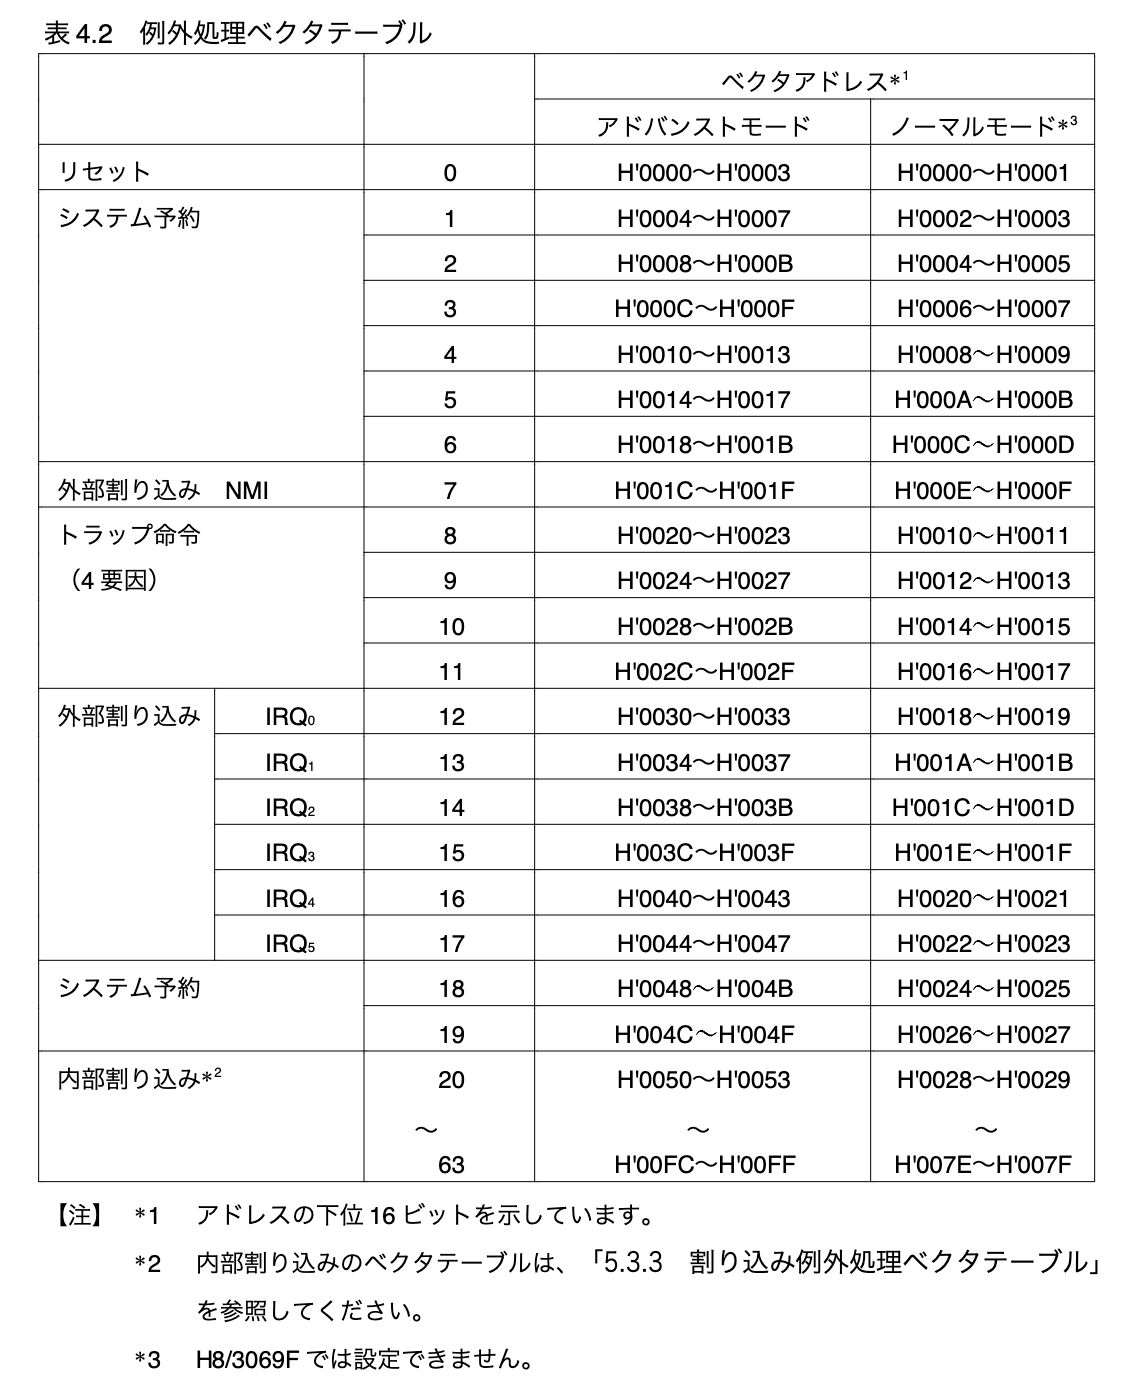 表 4.2　例外処理ベクタテーブル
ベクタアドレス*1
アドバンストモード ノーマルモード*3
リセット 0 H'0000～H'0003 H'0000～H'0001
システム予約 1 H'0004～H'0007 H'0002～H'0003
2 H'0008～H'000B H'0004～H'0005
3 H'000C～H'000F H'0006～H'0007
4 H'0010～H'0013 H'0008～H'0009
5 H'0014～H'0017 H'000A～H'000B
6 H'0018～H'001B H'000C～H'000D
外部割り込み　NMI 7 H'001C～H'001F H'000E～H'000F
トラップ命令 8 H'0020～H'0023 H'0010～H'0011
（4 要因） 9 H'0024～H'0027 H'0012～H'0013
10 H'0028～H'002B H'0014～H'0015
11 H'002C～H'002F H'0016～H'0017
外部割り込み IRQ0 12 H'0030～H'0033 H'0018～H'0019
IRQ1 13 H'0034～H'0037 H'001A～H'001B
IRQ2 14 H'0038～H'003B H'001C～H'001D
IRQ3 15 H'003C～H'003F H'001E～H'001F
IRQ4 16 H'0040～H'0043 H'0020～H'0021
IRQ5 17 H'0044～H'0047 H'0022～H'0023
システム予約 18 H'0048～H'004B H'0024～H'0025
19 H'004C～H'004F H'0026～H'0027
内部割り込み*2 20 H'0050～H'0053 H'0028～H'0029
～ ～ ～
63 H'00FC～H'00FF H'007E～H'007F
【注】 *1 アドレスの下位 16 ビットを示しています。
*2 内部割り込みのベクタテーブルは、「5.3.3　割り込み例外処理ベクタテーブル」
を参照してください。
*3 H8/3069F では設定できません。